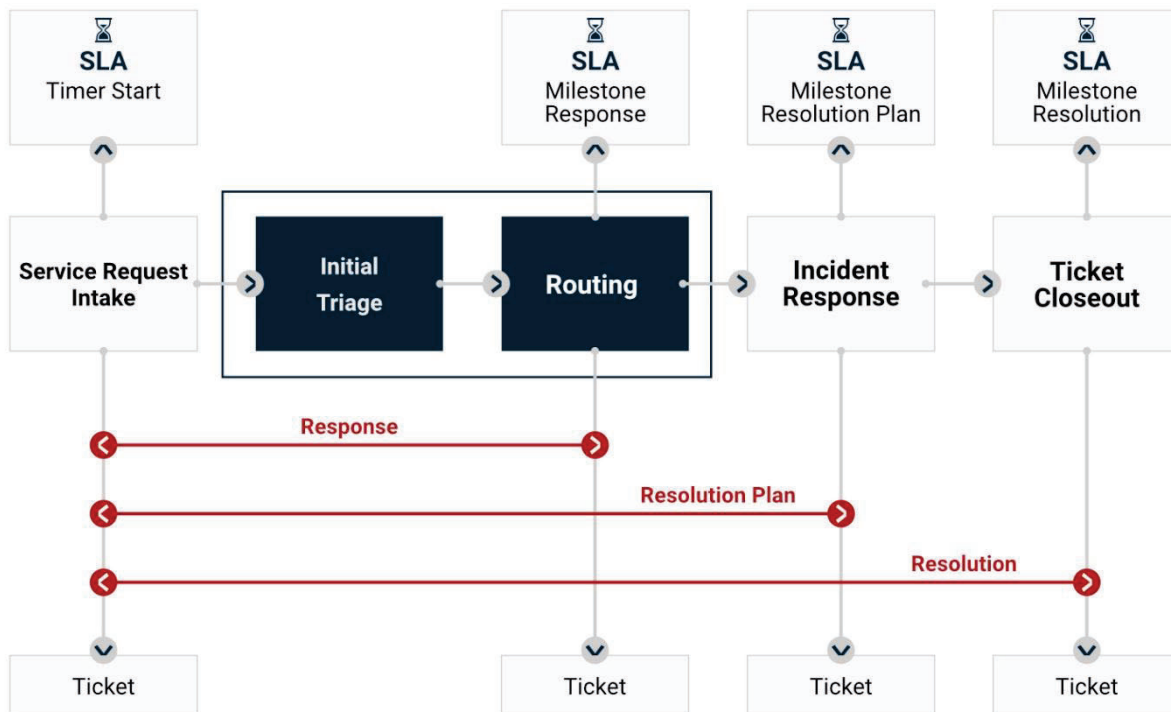 SLA
Timer Start
SLA
Milestone
Response
SLA
Milestone
Resolution Plan
SLA
Milestone
Resolution
Service Request
Intake
Initial
Triage
Routing
Incident
Response
Ticket
Closeout
Response
Resolution Plan
Resolution
Ticket
Ticket
Ticket
Ticket